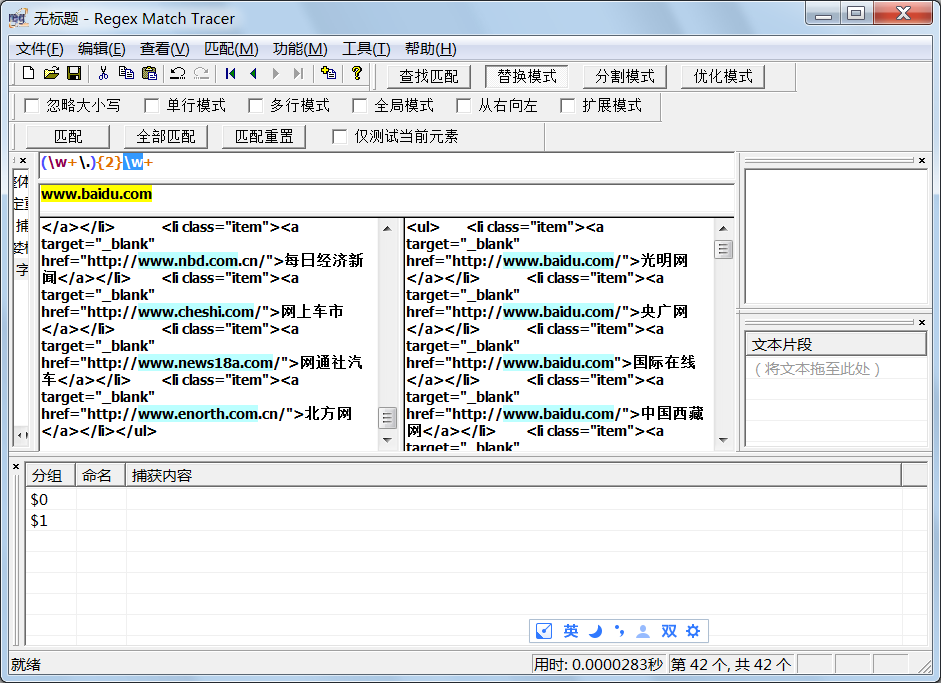 无标题 - Regex Match Tracer
文件(F) 编辑(E) 查看(V) 匹配(M) 功能(M) 工具(T) 帮助(H)
查找匹配 替换模式 分割模式 优化模式
忽略大小写 单行模式 多行模式 全局模式 从右向左 扩展模式
匹配 全部匹配 匹配重置 仅测试当前元素
(\w+\.){2}\w+
www.baidu.com
</a></li> <li class="item"><a
target="_blank"
href="http://www.nbd.com.cn/">每日经济新
闻</a></li> <li class="item"><a
target="_blank"
href="http://www.cheshi.com/">网上车市
</a></li> <li class="item"><a
target="_blank"
href="http://www.news18a.com/">网通社汽
车</a></li> <li class="item"><a
target="_blank"
href="http://www.enorth.com.cn/">北方网
</a></li></ul>
<ul> <li class="item"><a
target="_blank"
href="http://www.baidu.com/">光明网
</a></li> <li class="item"><a
target="_blank"
href="http://www.baidu.com/">央广网
</a></li> <li class="item"><a
target="_blank"
href="http://www.baidu.com">国际在线
</a></li> <li class="item"><a
target="_blank"
href="http://www.baidu.com/">中国西藏
网</a></li> <li class="item"><a
target="_blank"
文本片段
(将文本拖至此处)
分组 命名 捕获内容
$0
$1
英 双
就绪 用时: 0.0000283秒 第 42 个, 共 42 个